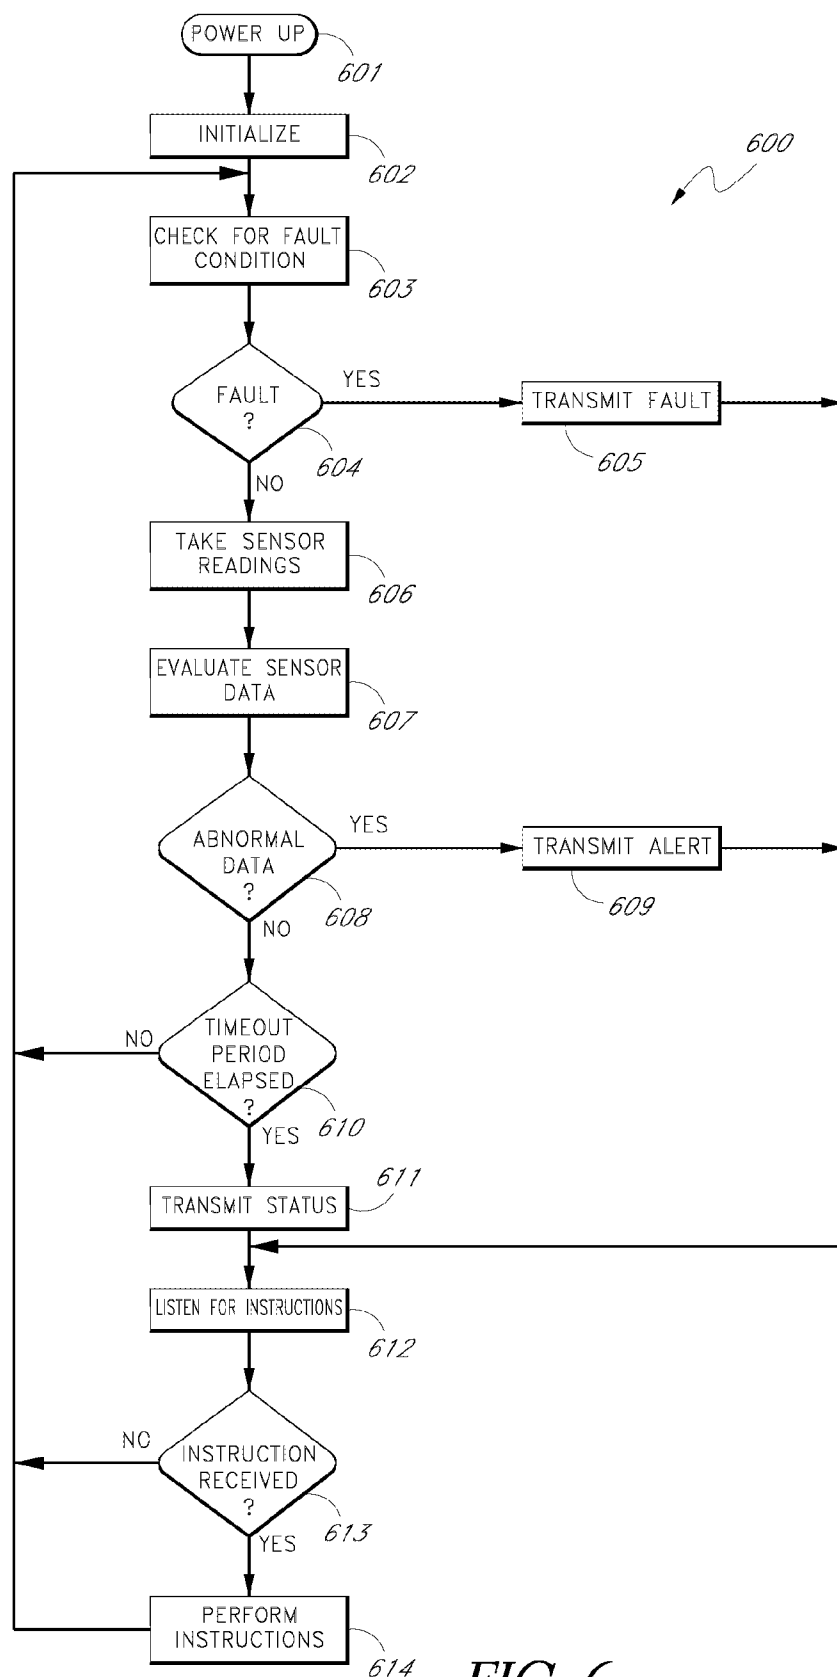 POWER UP
601
INITIALIZE
602
600
CHECK FOR FAULT
CONDITION
603
FAULT
?
604
YES
TRANSMIT FAULT
605
NO
TAKE SENSOR
READINGS
606
EVALUATE SENSOR
DATA
607
ABNORMAL
DATA
?
608
YES
TRANSMIT ALERT
609
NO
TIMEOUT
PERIOD
ELAPSED
?
610
NO
YES
TRANSMIT STATUS
611
LISTEN FOR INSTRUCTIONS
612
INSTRUCTION
RECEIVED
?
613
NO
YES
PERFORM
INSTRUCTIONS
614
FIG. 6